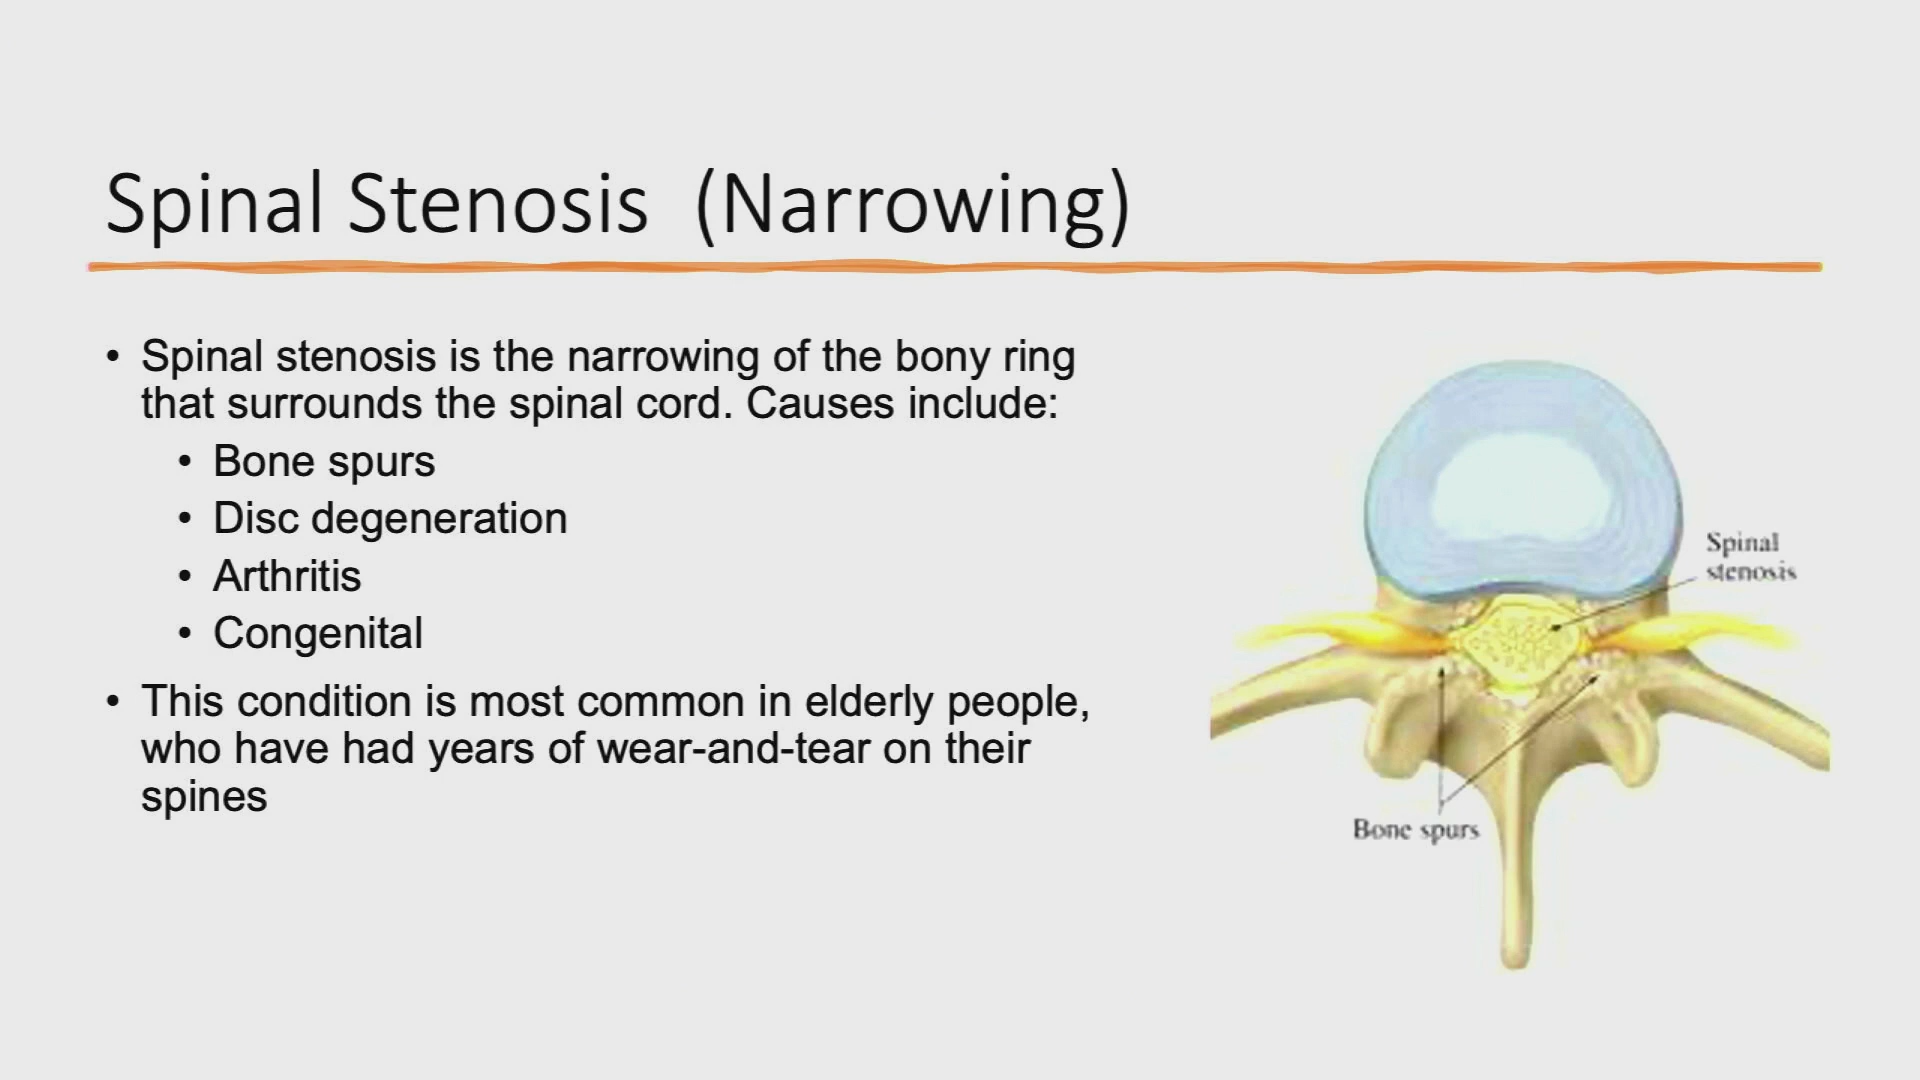 Spinal Stenosis  (Narrowing)
• Spinal stenosis is the narrowing of the bony ring
that surrounds the spinal cord. Causes include:
• Bone spurs
• Disc degeneration
• Arthritis
• Congenital
• This condition is most common in elderly people,
who have had years of wear-and-tear on their
spines
Spinal
stenosis
Bone spurs